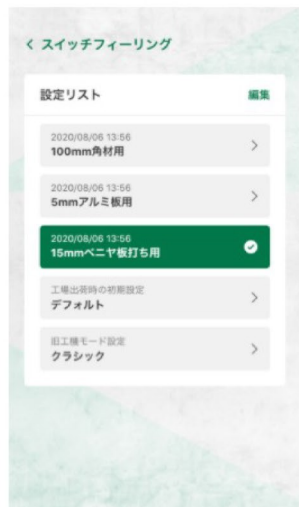 スイッチフィーリング
設定リスト 編集
2020/08/06 13:56
100mm角材用
2020/08/06 13:56
5mmアルミ板用
2020/08/06 13:56
15mmベニヤ板打ち用
工場出荷時の初期設定
デフォルト
旧工機モード設定
クラシック